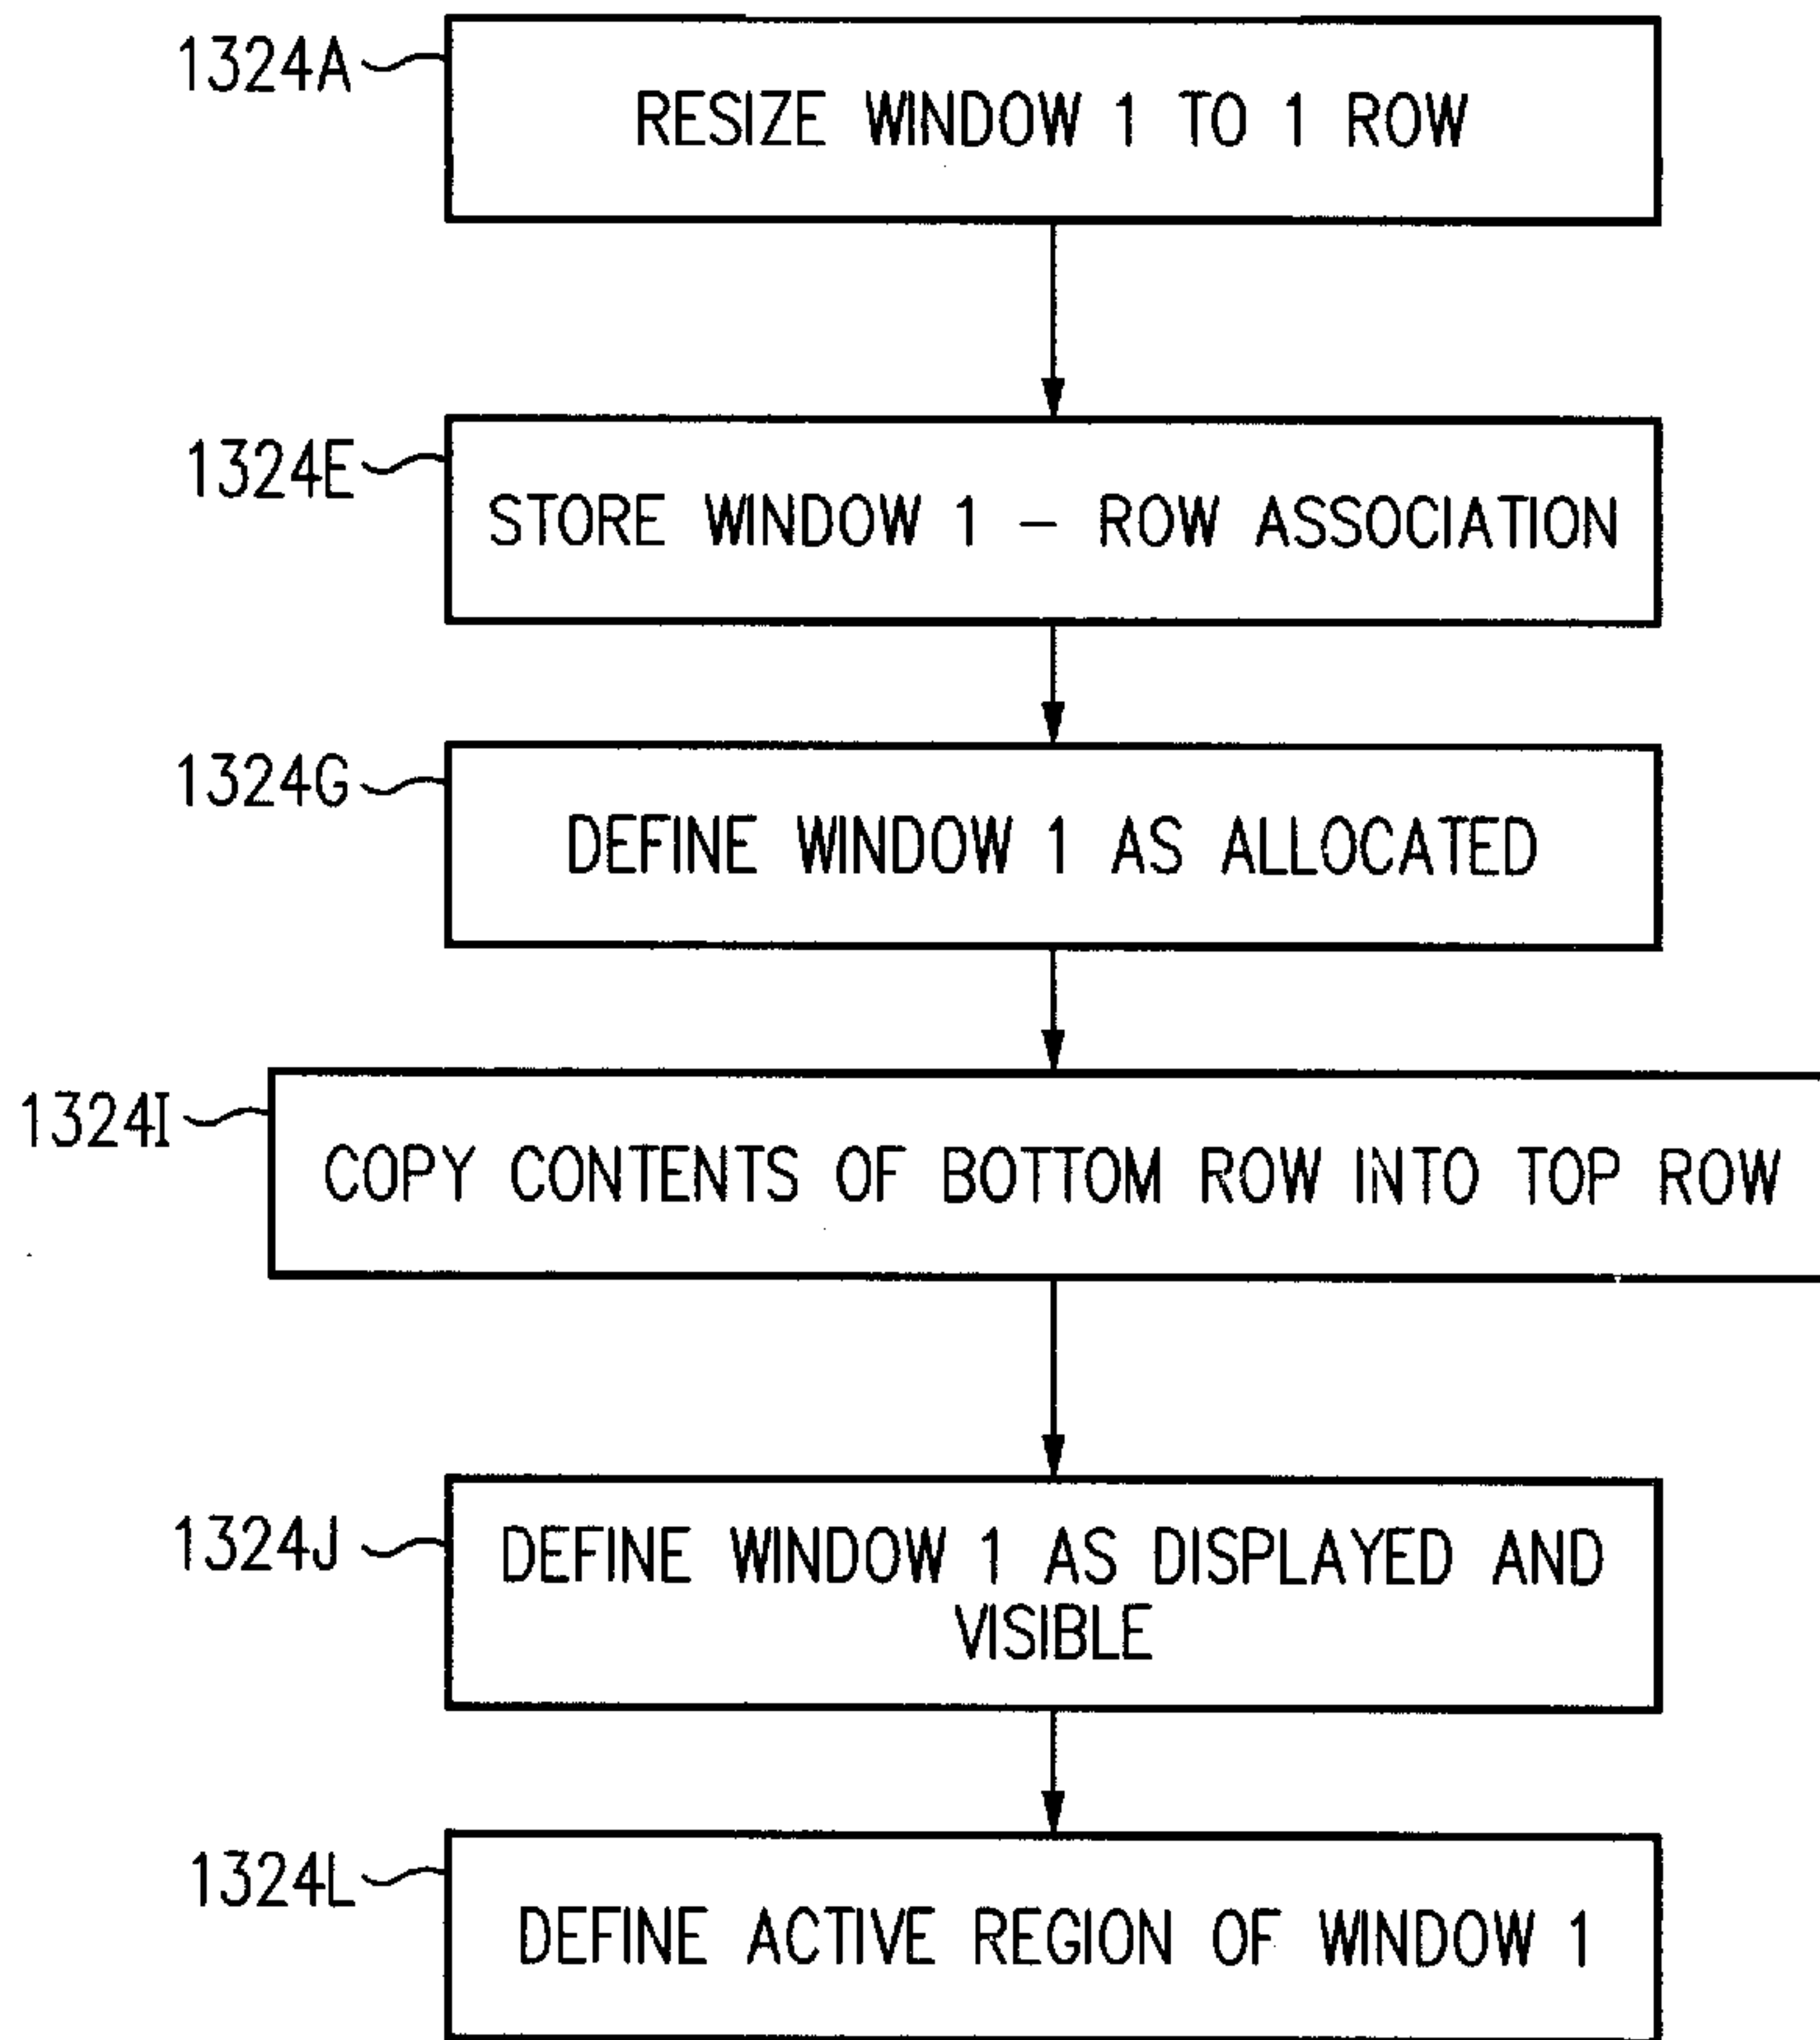 1324A
RESIZE WINDOW 1 TO 1 ROW
1324E
STORE WINDOW 1 – ROW ASSOCIATION
1324G
DEFINE WINDOW 1 AS ALLOCATED
1324I
COPY CONTENTS OF BOTTOM ROW INTO TOP ROW
1324J
DEFINE WINDOW 1 AS DISPLAYED AND
VISIBLE
1324L
DEFINE ACTIVE REGION OF WINDOW 1